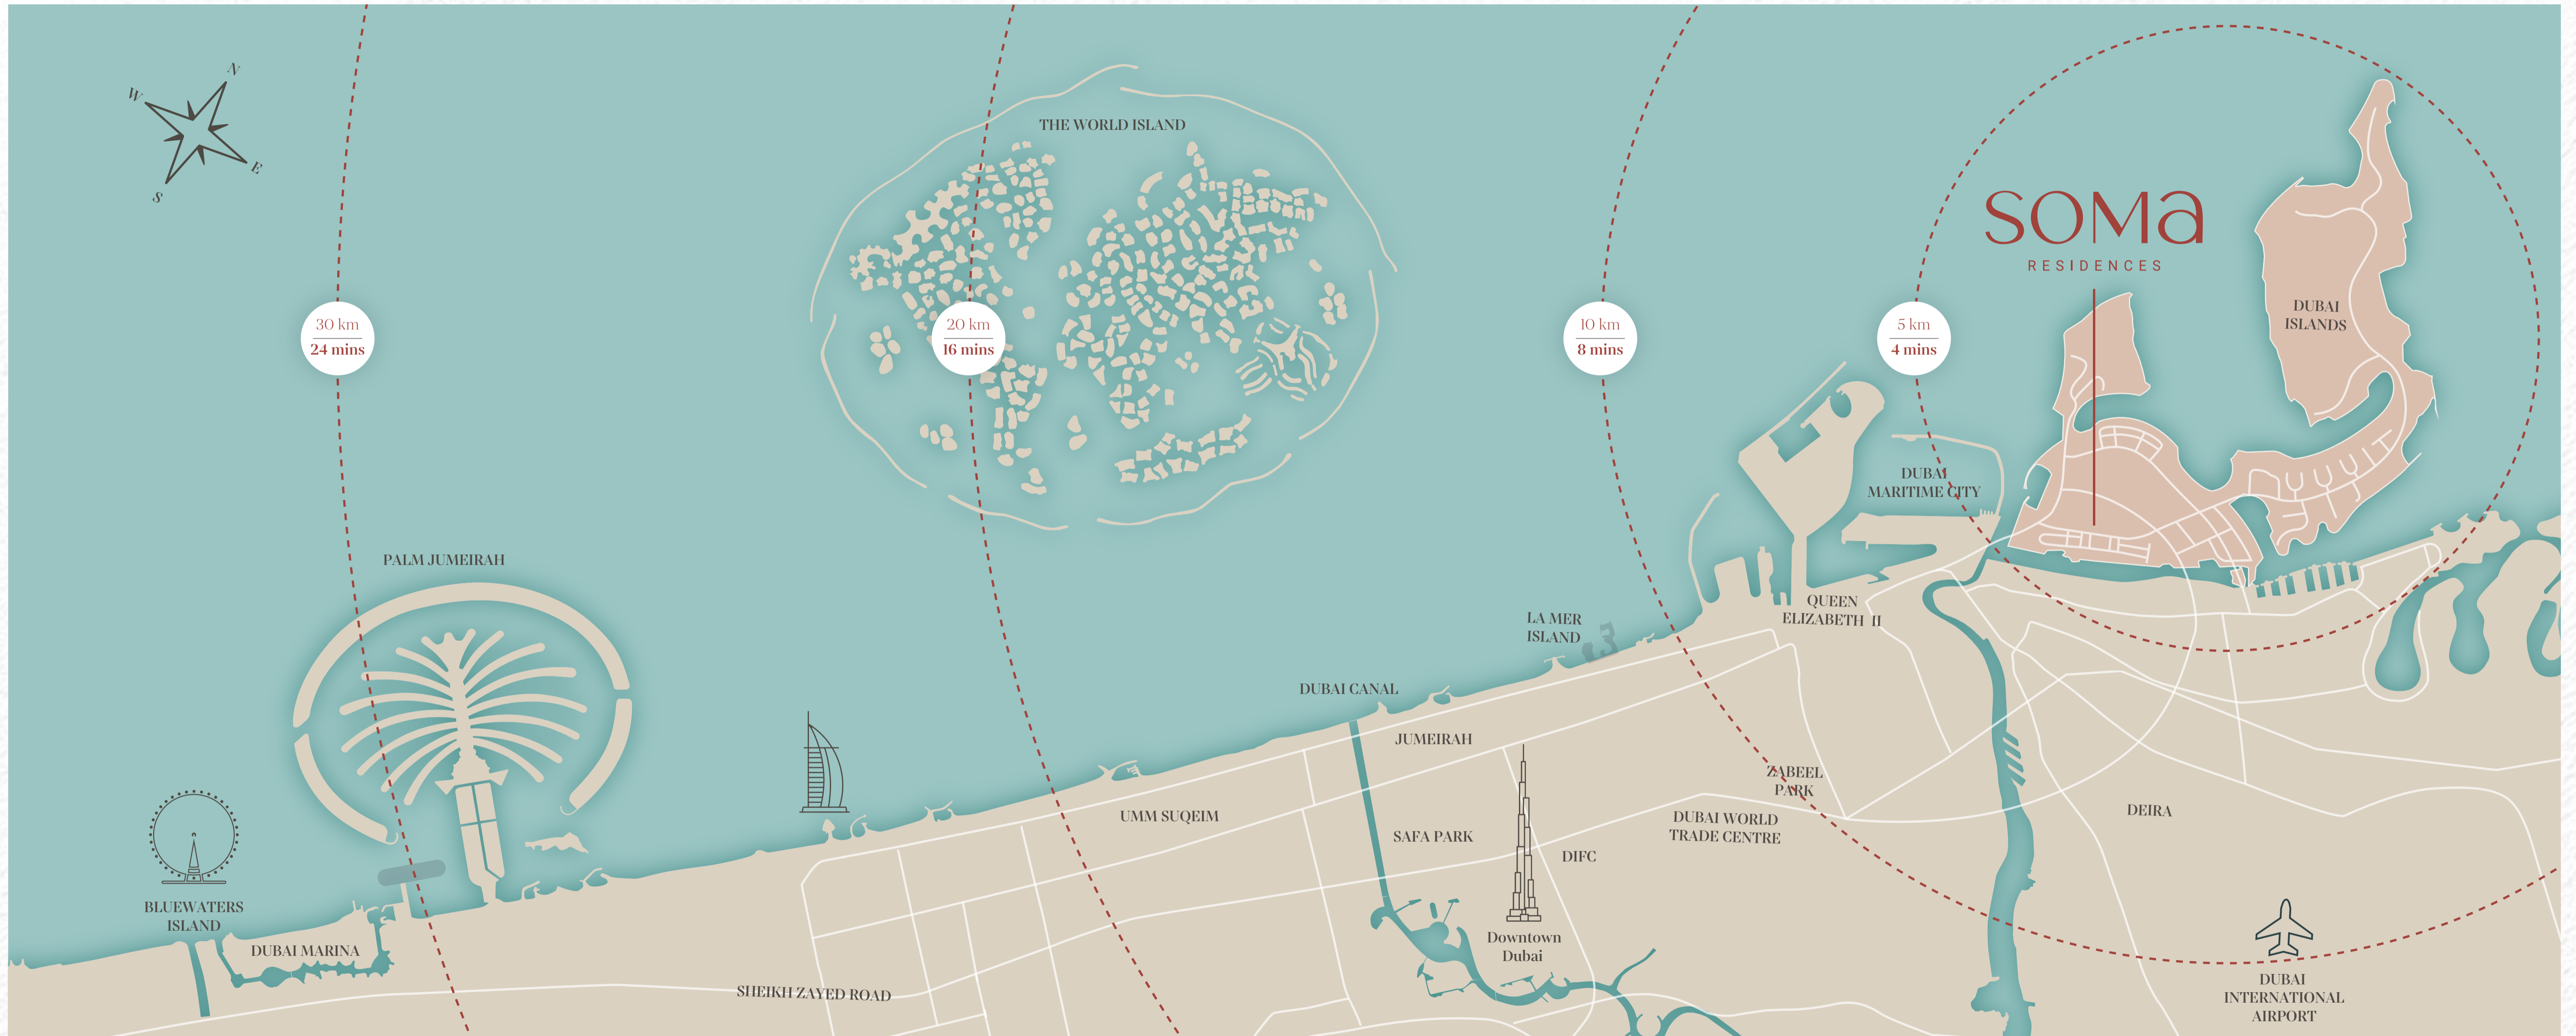 N
W
E
S
THE WORLD ISLAND
SOMA
RESIDENCES
DUBAI
ISLANDS
30 km
24 mins
20 km
16 mins
10 km
8 mins
5 km
4 mins
DUBAI
MARITIME CITY
PALM JUMEIRAH
QUEEN
ELIZABETH II
LA MER
ISLAND
DUBAI CANAL
JUMEIRAH
ZABEEL
PARK
UMM SUQEIM
DUBAI WORLD
TRADE CENTRE
DEIRA
SAFA PARK
DIFC
BLUEWATERS
ISLAND
DUBAI MARINA
Downtown
Dubai
SHEIKH ZAYED ROAD
DUBAI
INTERNATIONAL
AIRPORT